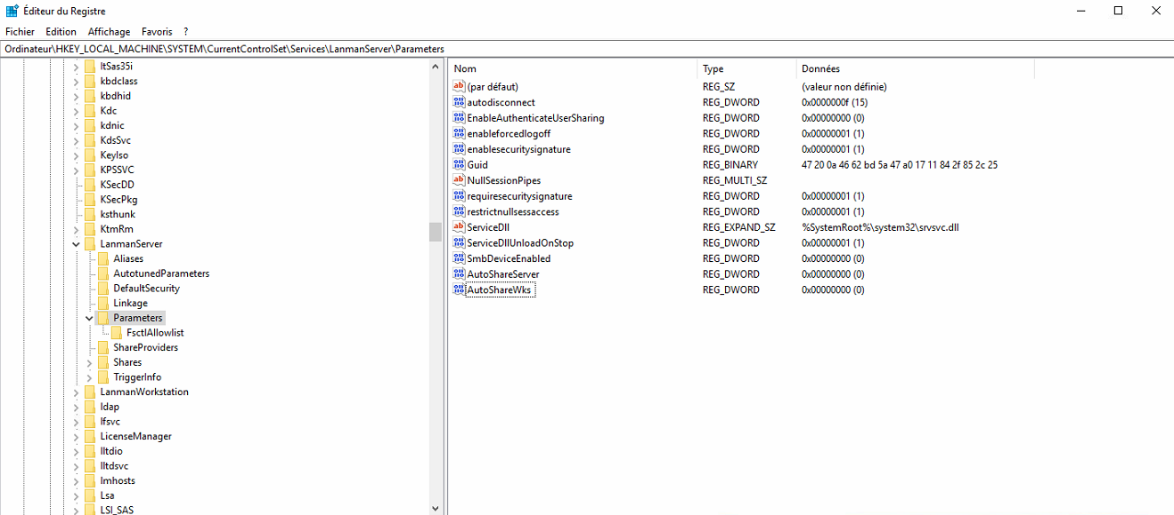 Éditeur du Registre
Fichier Edition Affichage Favoris ?
Ordinateur\HKEY_LOCAL_MACHINE\SYSTEM\CurrentControlSet\Services\LanmanServer\Parameters
ItSas35i
kbdclass
kbdhid
Kdc
kdnic
KdsSvc
KeyIso
KPSSVC
KSecDD
KSecPkg
ksthunk
KtmRm
LanmanServer
Aliases
AutotunedParameters
DefaultSecurity
Linkage
Parameters
FsctlAllowlist
ShareProviders
Shares
TriggerInfo
LanmanWorkstation
ldap
lfsvc
LicenseManager
lltdio
lltdsvc
lmhosts
Lsa
LSI_SAS
Nom Type Données
(par défaut) REG_SZ (valeur non définie)
autodisconnect REG_DWORD 0x0000000f (15)
EnableAuthenticateUserSharing REG_DWORD 0x00000000 (0)
enableforcedlogoff REG_DWORD 0x00000001 (1)
enablesecuritysignature REG_DWORD 0x00000001 (1)
Guid REG_BINARY 47 20 0a 46 62 bd 5a 47 a0 17 11 84 2f 85 2c 25
NullSessionPipes REG_MULTI_SZ
requiresecuritysignature REG_DWORD 0x00000001 (1)
restrictnullsessaccess REG_DWORD 0x00000001 (1)
ServiceDll REG_EXPAND_SZ %SystemRoot%\system32\srvsvc.dll
ServiceDllUnloadOnStop REG_DWORD 0x00000001 (1)
SmbDeviceEnabled REG_DWORD 0x00000000 (0)
AutoShareServer REG_DWORD 0x00000000 (0)
AutoShareWks REG_DWORD 0x00000000 (0)